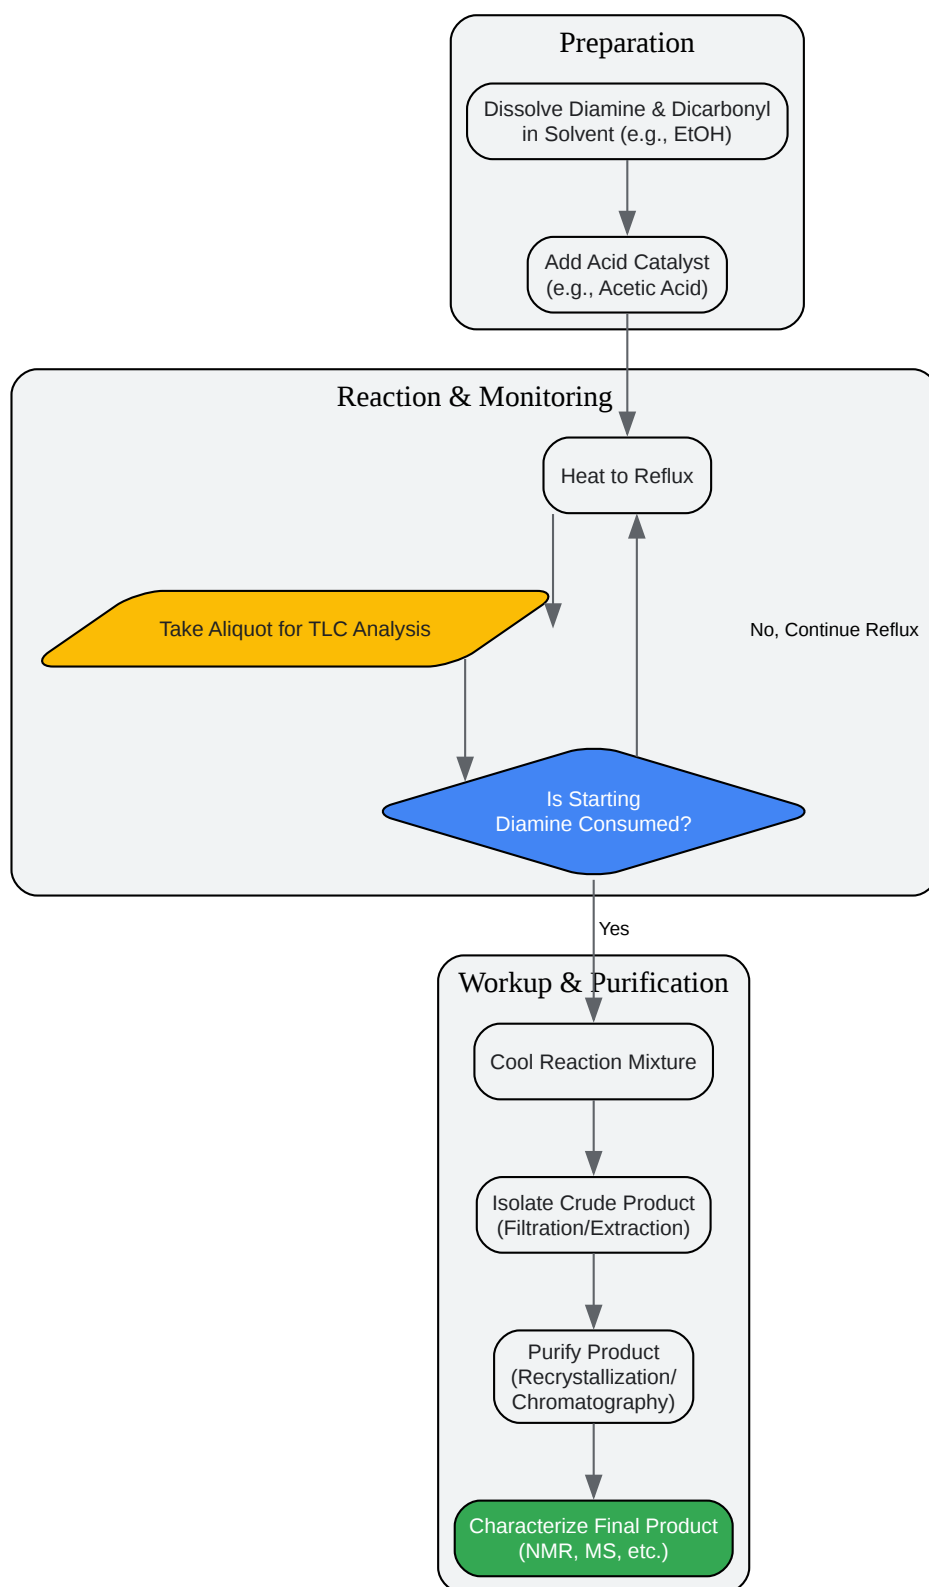 Preparation
Dissolve Diamine & Dicarbonyl
in Solvent (e.g., EtOH)
Add Acid Catalyst
(e.g., Acetic Acid)
Reaction & Monitoring
Heat to Reflux
Take Aliquot for TLC Analysis
No, Continue Reflux
Is Starting
Diamine Consumed?
Yes
Workup & Purification
Cool Reaction Mixture
Isolate Crude Product
(Filtration/Extraction)
Purify Product
(Recrystallization/
Chromatography)
Characterize Final Product
(NMR, MS, etc.)